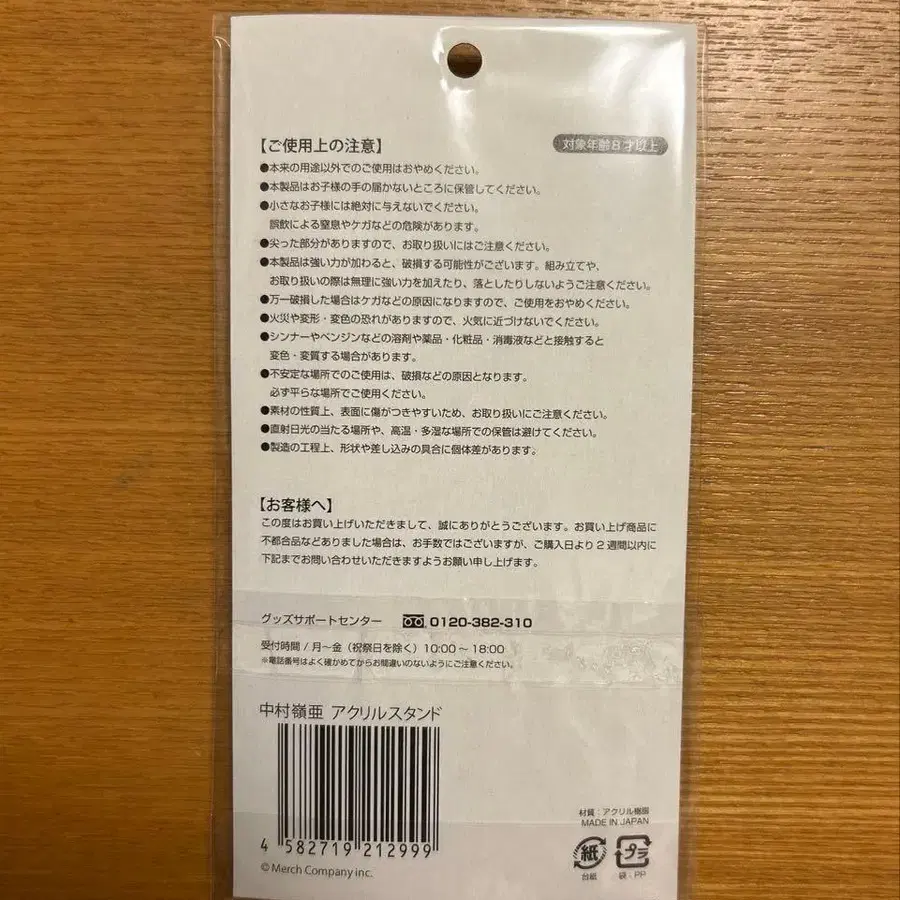 【ご使用上の注意】
対象年齢8才以上
●本来の用途以外でのご使用はおやめください。
●本製品はお子様の手の届かないところに保管してください。
●小さなお子様には絶対に与えないでください。
誤飲による窒息やケガなどの危険があります。
●尖った部分がありますので、お取り扱いにはご注意ください。
●本製品は強い力が加わると、破損する可能性がございます。組み立てや、
お取り扱いの際は無理に強い力を加えたり、落としたりしないようご注意ください。
●万一破損した場合はケガなどの原因になりますので、ご使用をおやめください。
●火災や変形・変色の恐れがありますので、火気に近づけないでください。
●シンナーやベンジンなどの溶剤や薬品・化粧品・消毒液などと接触すると
変色・変質する場合があります。
●不安定な場所でのご使用は、破損などの原因となります。
必ず平らな場所でご使用ください。
●素材の性質上、表面に傷がつきやすいため、お取り扱いにご注意ください。
●直射日光の当たる場所や、高温・多湿な場所での保管は避けてください。
●製造の工程上、形状や差し込みの具合に個体差があります。
【お客様へ】
この度はお買い上げいただきまして、誠にありがとうございます。お買い上げ商品に
不都合品などありました場合は、お手数ではございますが、ご購入日より2週間以内に
下記までお問い合わせいただきますようお願い申し上げます。
グッズサポートセンター 0120-382-310
受付時間 / 月〜金（祝祭日を除く）10:00 〜 18:00
※電話番号はよく確かめてからお間違いのないようにご注意ください。
中村嶺亜 アクリルスタンド
4 582719 212999
© Merch Company inc.
材質：アクリル樹脂
MADE IN JAPAN
紙 プラ
台紙 袋：PP